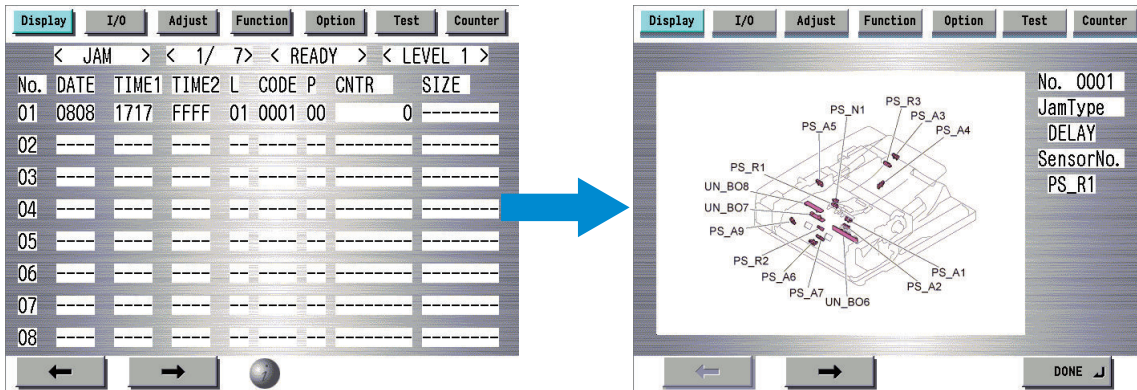 Display I/O Adjust Function Option Test Counter
< JAM > < 1/ 7> < READY > < LEVEL 1 >
No. DATE TIME1 TIME2 L CODE P CNTR SIZE
01 0808 1717 FFFF 01 0001 00 0 --------
02 ---- ---- ---- -- ---- -- -------- --------
03 ---- ---- ---- -- ---- -- -------- --------
04 ---- ---- ---- -- ---- -- -------- --------
05 ---- ---- ---- -- ---- -- -------- --------
06 ---- ---- ---- -- ---- -- -------- --------
07 ---- ---- ---- -- ---- -- -------- --------
08 ---- ---- ---- -- ---- -- -------- --------
i
Display I/O Adjust Function Option Test Counter
No. 0001
JamType
DELAY
SensorNo.
PS_R1
PS_R3
PS_N1
PS_A3
PS_A5
PS_A4
PS_R1
UN_BO8
UN_BO7
PS_A9
PS_R2
PS_A6
PS_A7
UN_BO6
PS_A2
PS_A1
DONE